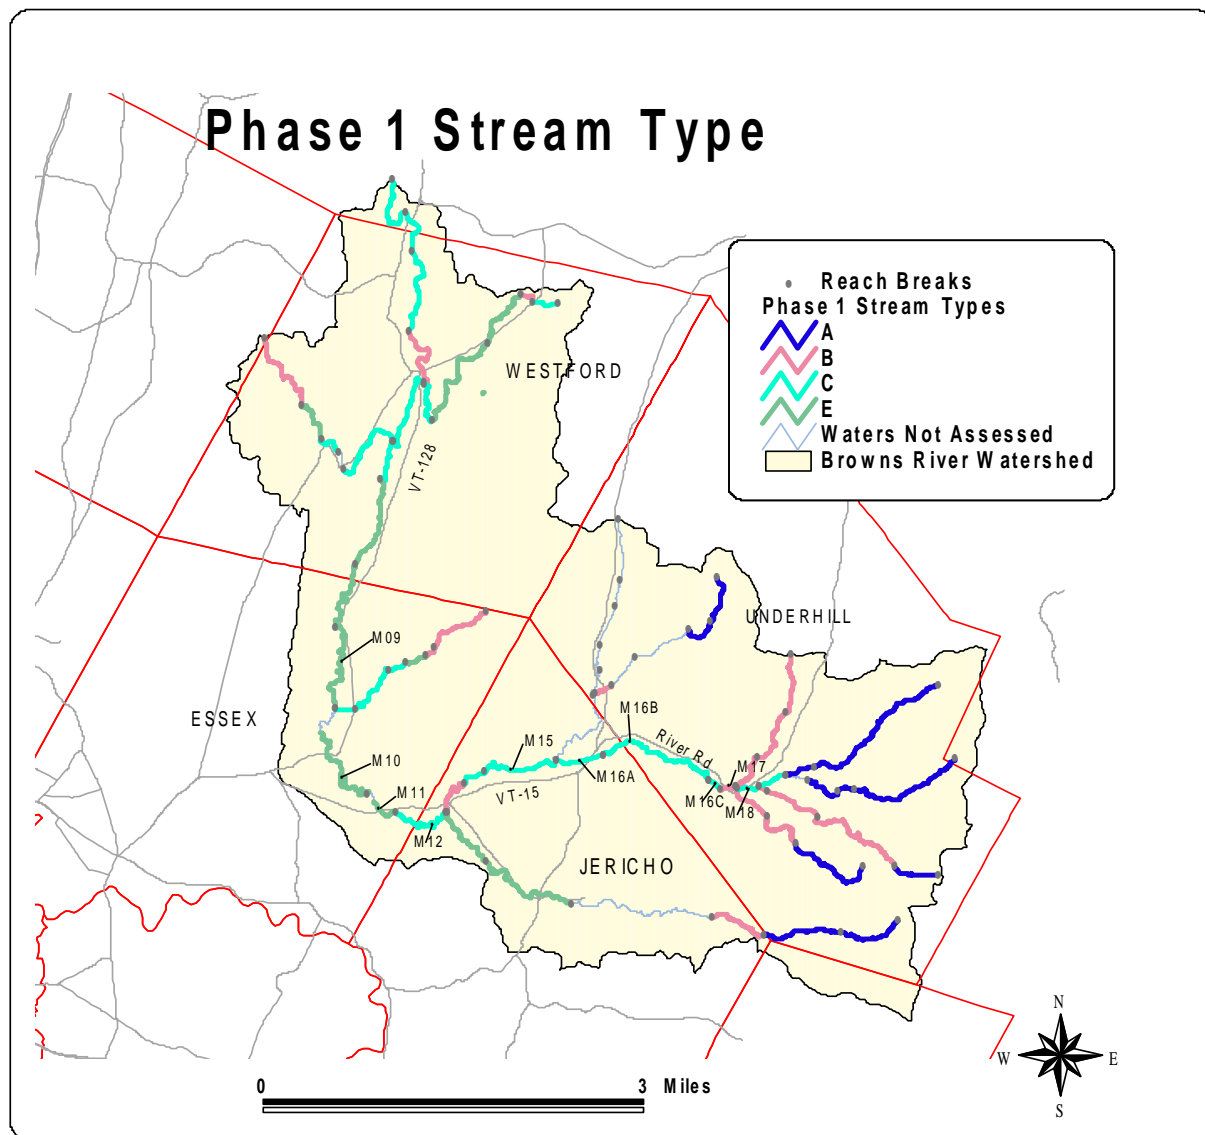 Phase 1 Stream Type
Reach Breaks
Phase 1 Stream Types
A
B
C
E
Waters Not Assessed
Browns River Watershed
WESTFORD
VT-128
UNDERHILL
M09
ESSEX
M16B
River Rd
M15
M10
M16A
M17
M11
VT-15
M16C
M18
M12
JERICHO
N
W
E
S
0
3 Miles